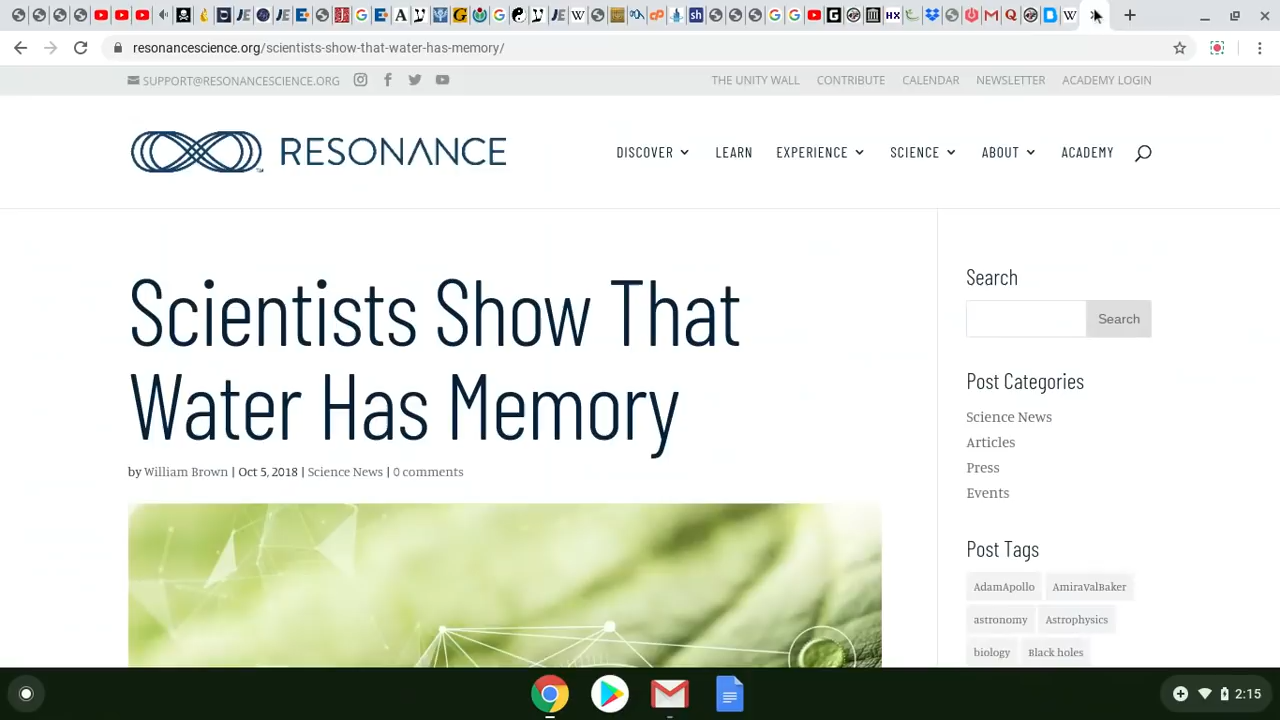 resonancescience.org/scientists-show-that-water-has-memory/
SUPPORT@RESONANCESCIENCE.ORG
THE UNITY WALL CONTRIBUTE CALENDAR NEWSLETTER ACADEMY LOGIN
RESONANCE
DISCOVER LEARN EXPERIENCE SCIENCE ABOUT ACADEMY
Scientists Show That
Water Has Memory
by William Brown | Oct 5, 2018 | Science News | 0 comments
Search
Search
Post Categories
Science News
Articles
Press
Events
Post Tags
AdamApollo AmiraValBaker
astronomy Astrophysics
biology Black holes
2:15